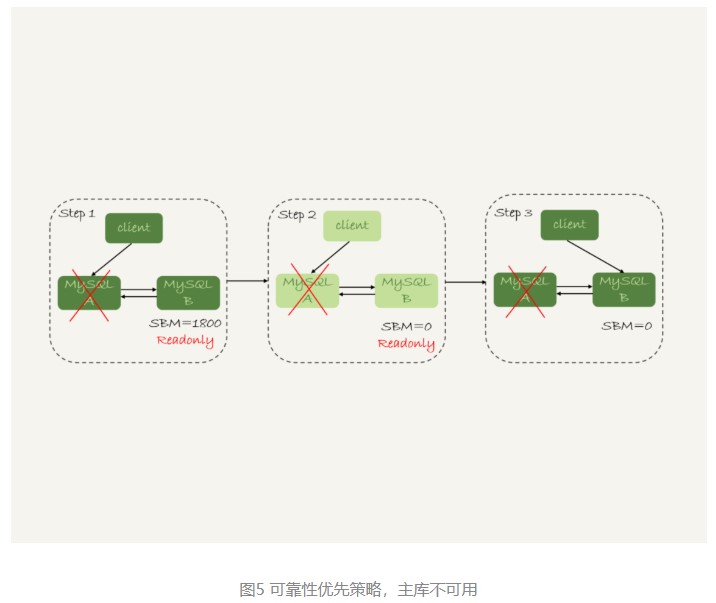 Step 1
client
MySQL
A
MySQL
B
SBM=1800
Readonly
Step 2
client
MySQL
A
MySQL
B
SBM=0
Readonly
Step 3
client
MySQL
A
MySQL
B
SBM=0
图5 可靠性优先策略，主库不可用